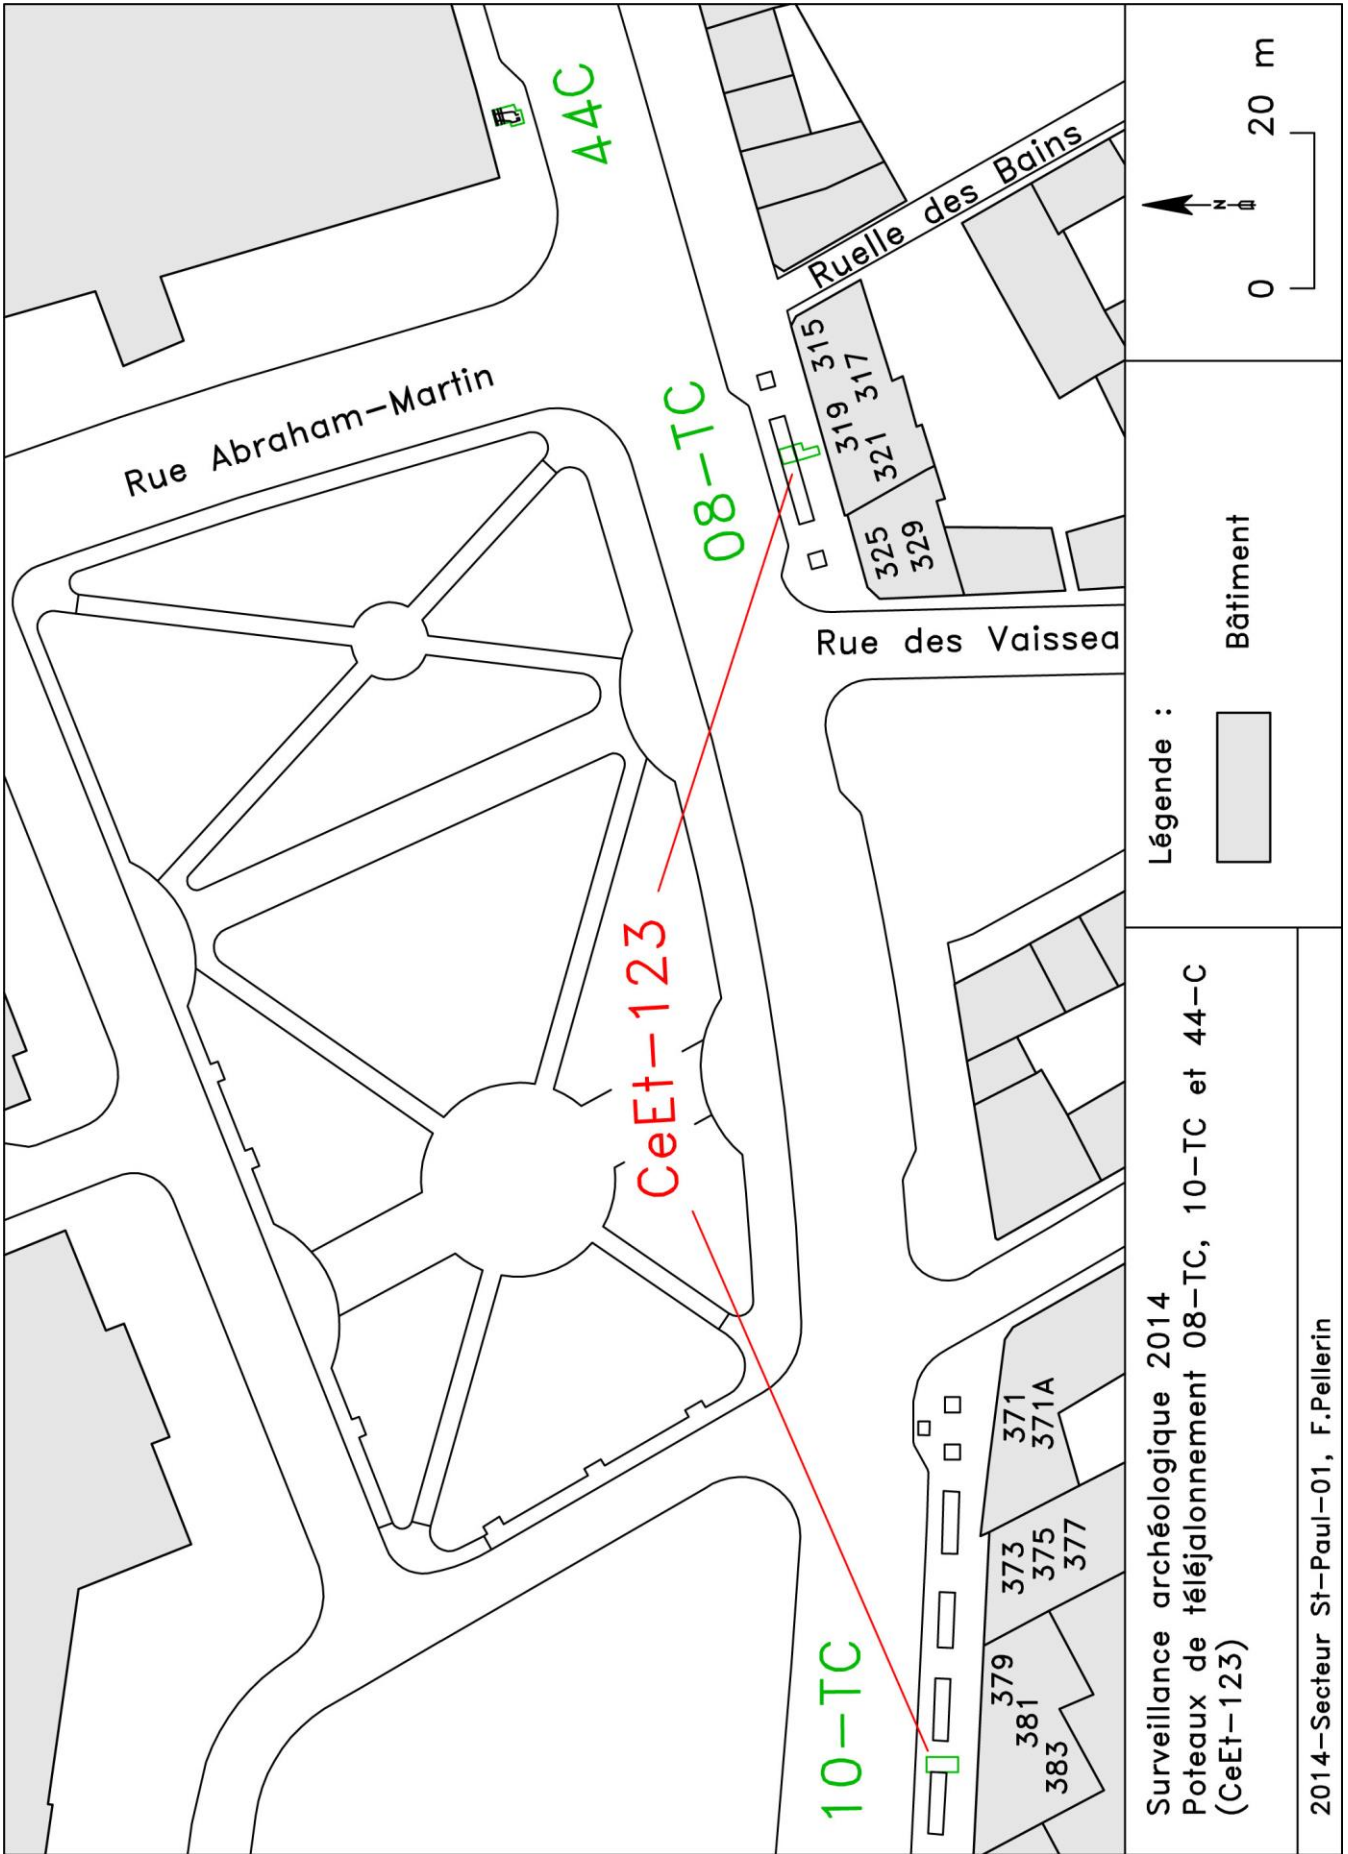 44C
Rue Abraham-Martin
08-TC
Ruelle des Bains
315
317
319
321
325
329
Rue des Vaissea
CeEt-123
10-TC
371
371A
373
375
377
379
381
383
Surveillance archéologique 2014
Poteaux de téléjalonnement 08-TC, 10-TC et 44-C
(CeEt-123)
2014-Secteur St-Paul-01, F.Pellerin
Légende :
Bâtiment
N
0 20 m